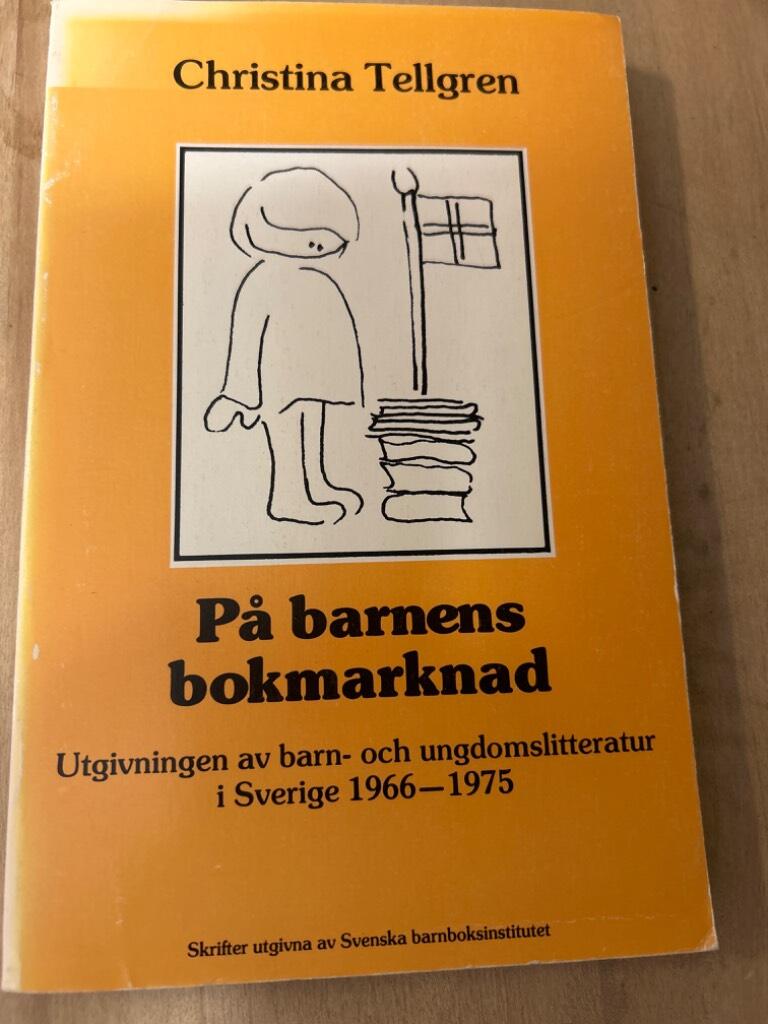 Christina Tellgren
På barnens
bokmarknad
Utgivningen av barn- och ungdomslitteratur
i Sverige 1966—1975
Skrifter utgivna av Svenska barnboksinstitutet